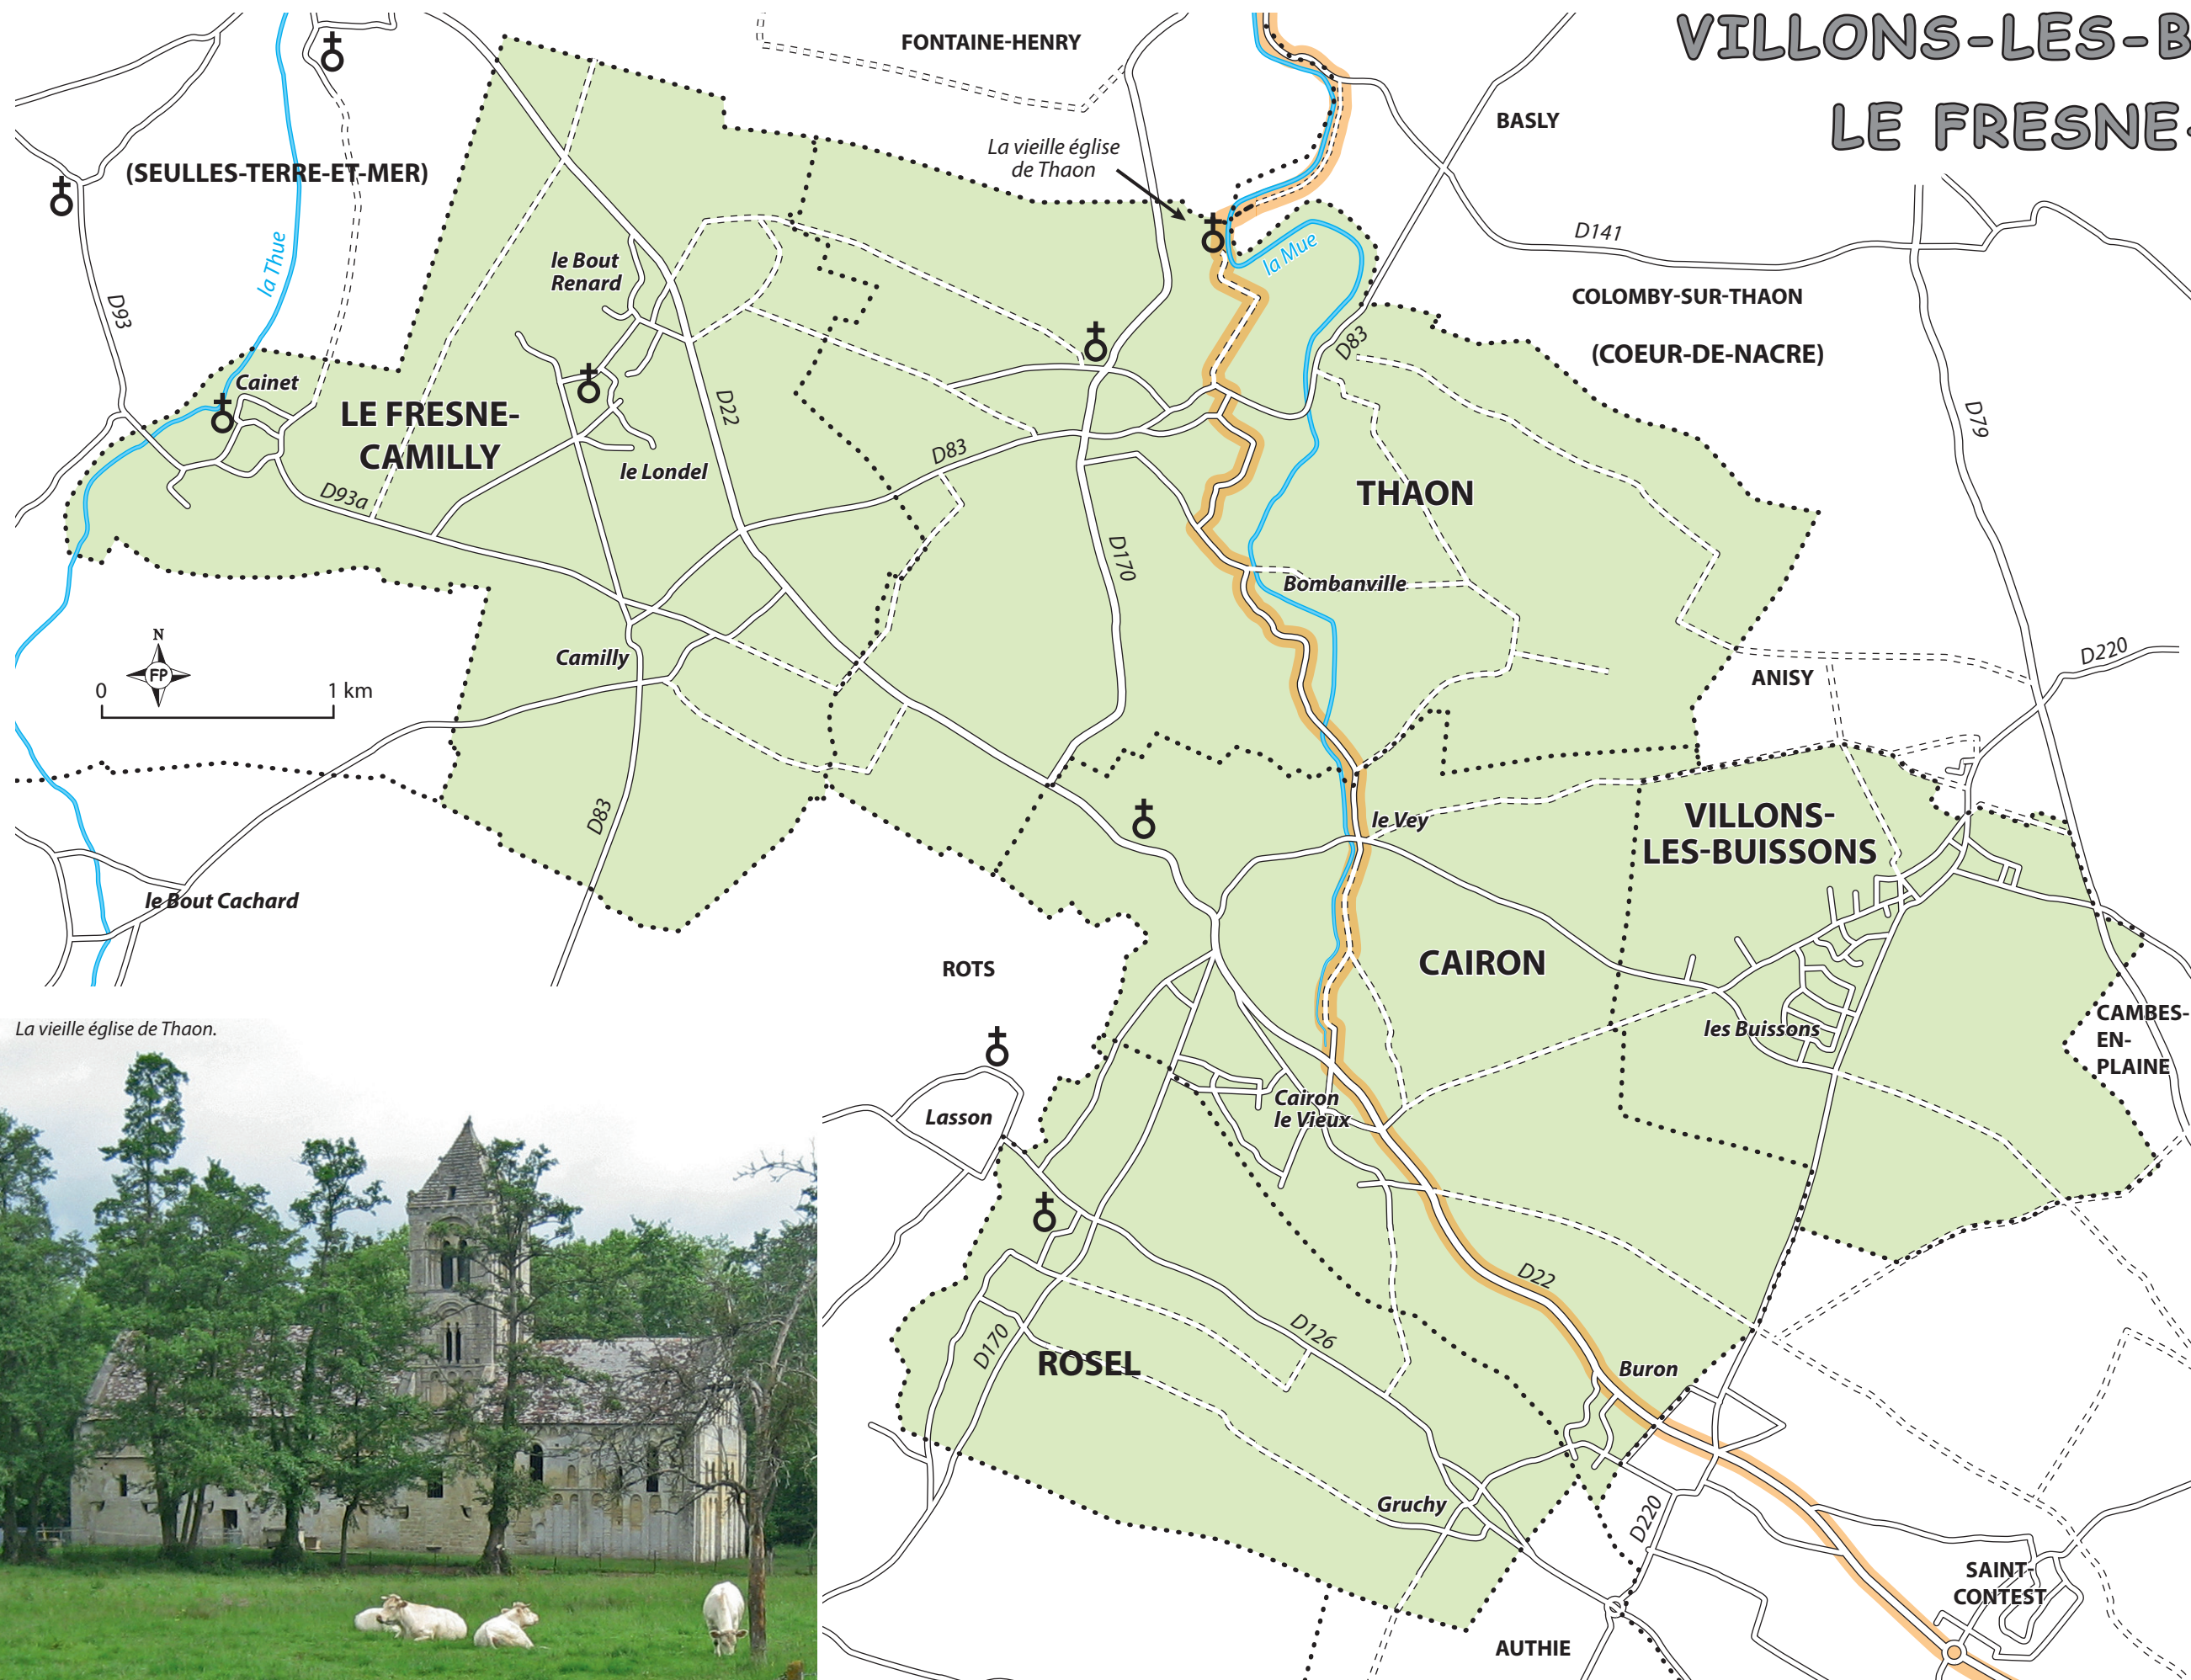 VILLONS-LES-B
LE FRESNE-
FONTAINE-HENRY
BASLY
La vieille église
de Thaon
(SEULLES-TERRE-ET-MER)
la Thue
la Mue
D141
le Bout
Renard
COLOMBY-SUR-THAON
D93
D83
(COEUR-DE-NACRE)
Cainet
LE FRESNE-
CAMILLY
D22
D79
D83
le Londel
D93a
THAON
D170
Bombanville
N
FP
Camilly
0 1 km
D220
ANISY
D83
le Vey
VILLONS-
LES-BUISSONS
le Bout Cachard
ROTS
CAIRON
La vieille église de Thaon.
les Buissons
CAMBES-
EN-
PLAINE
Lasson
Cairon
le Vieux
D22
D126
D170
ROSEL
Buron
Gruchy
D220
SAINT-
CONTEST
AUTHIE